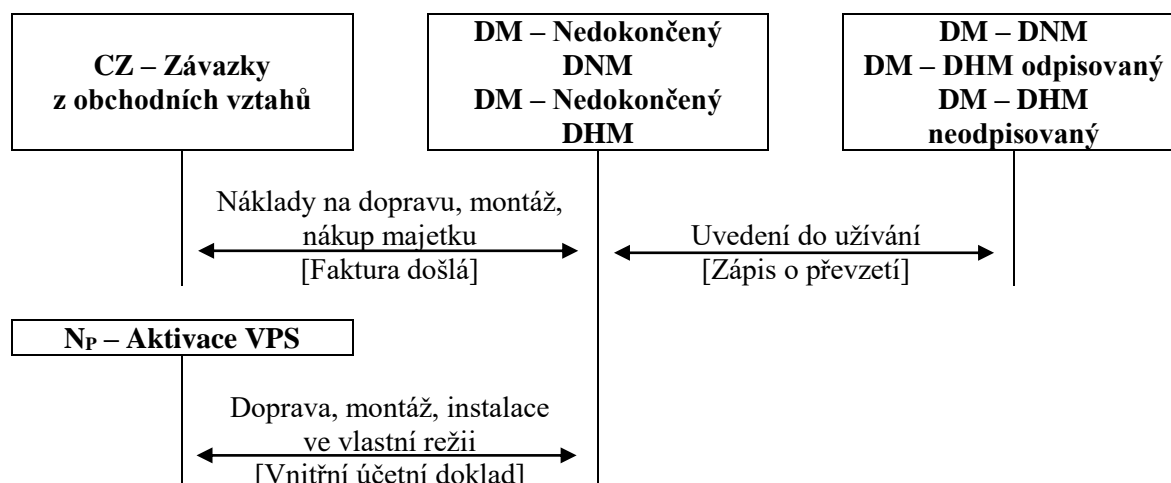 CZ – Závazky
z obchodních vztahů
DM – Nedokončený
DNM
DM – Nedokončený
DHM
DM – DNM
DM – DHM odpisovaný
DM – DHM
neodpisovaný
Náklady na dopravu, montáž,
nákup majetku
[Faktura došlá]
Uvedení do užívání
[Zápis o převzetí]
NP – Aktivace VPS
Doprava, montáž, instalace
ve vlastní režii
[Vnitřní účetní doklad]